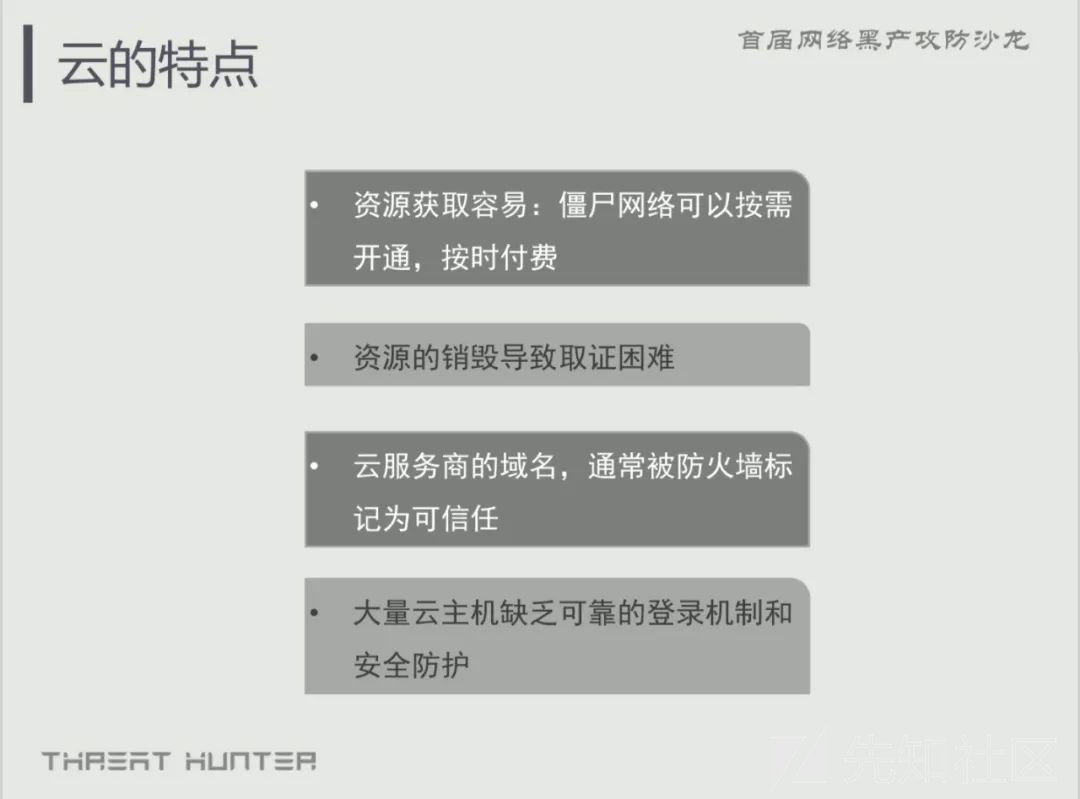 首届网络黑产攻防沙龙
云的特点
• 资源获取容易：僵尸网络可以按需
开通，按时付费
• 资源的销毁导致取证困难
• 云服务商的域名，通常被防火墙标
记为可信任
• 大量云主机缺乏可靠的登录机制和
安全防护
THREAT HUNTER
先知社区